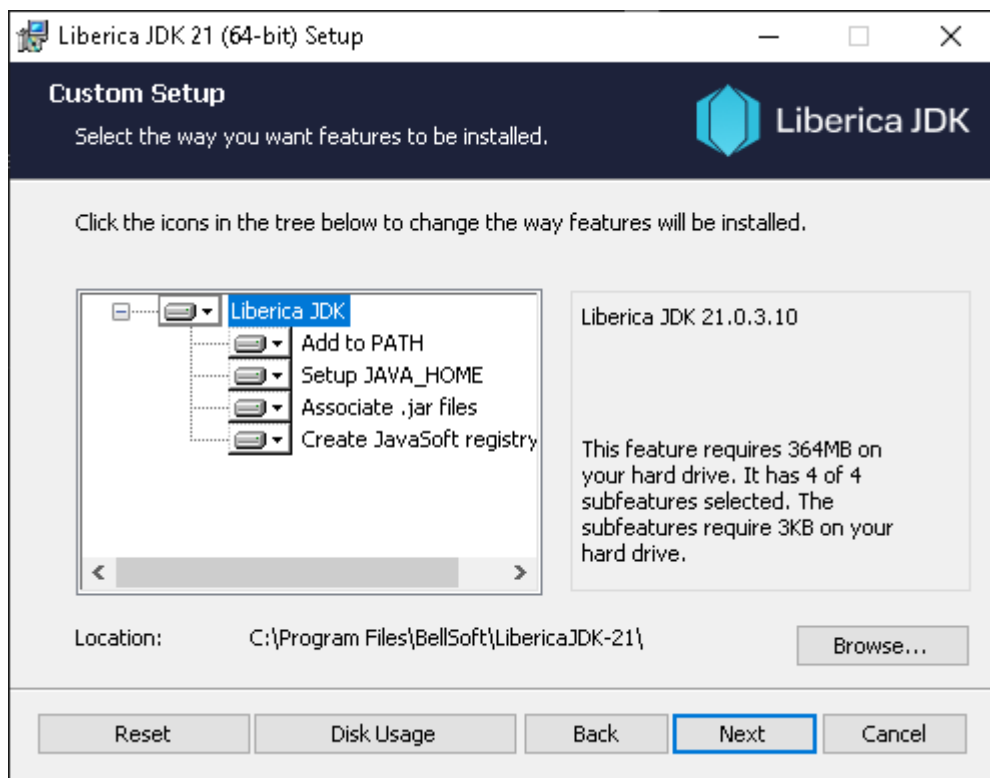 Liberica JDK 21 (64-bit) Setup
Custom Setup
Select the way you want features to be installed.
Liberica JDK
Click the icons in the tree below to change the way features will be installed.
Liberica JDK
Add to PATH
Setup JAVA_HOME
Associate .jar files
Create JavaSoft registry
Liberica JDK 21.0.3.10
This feature requires 364MB on
your hard drive. It has 4 of 4
subfeatures selected. The
subfeatures require 3KB on your
hard drive.
Location: C:\Program Files\BellSoft\LibericaJDK-21\
Browse...
Reset Disk Usage Back Next Cancel